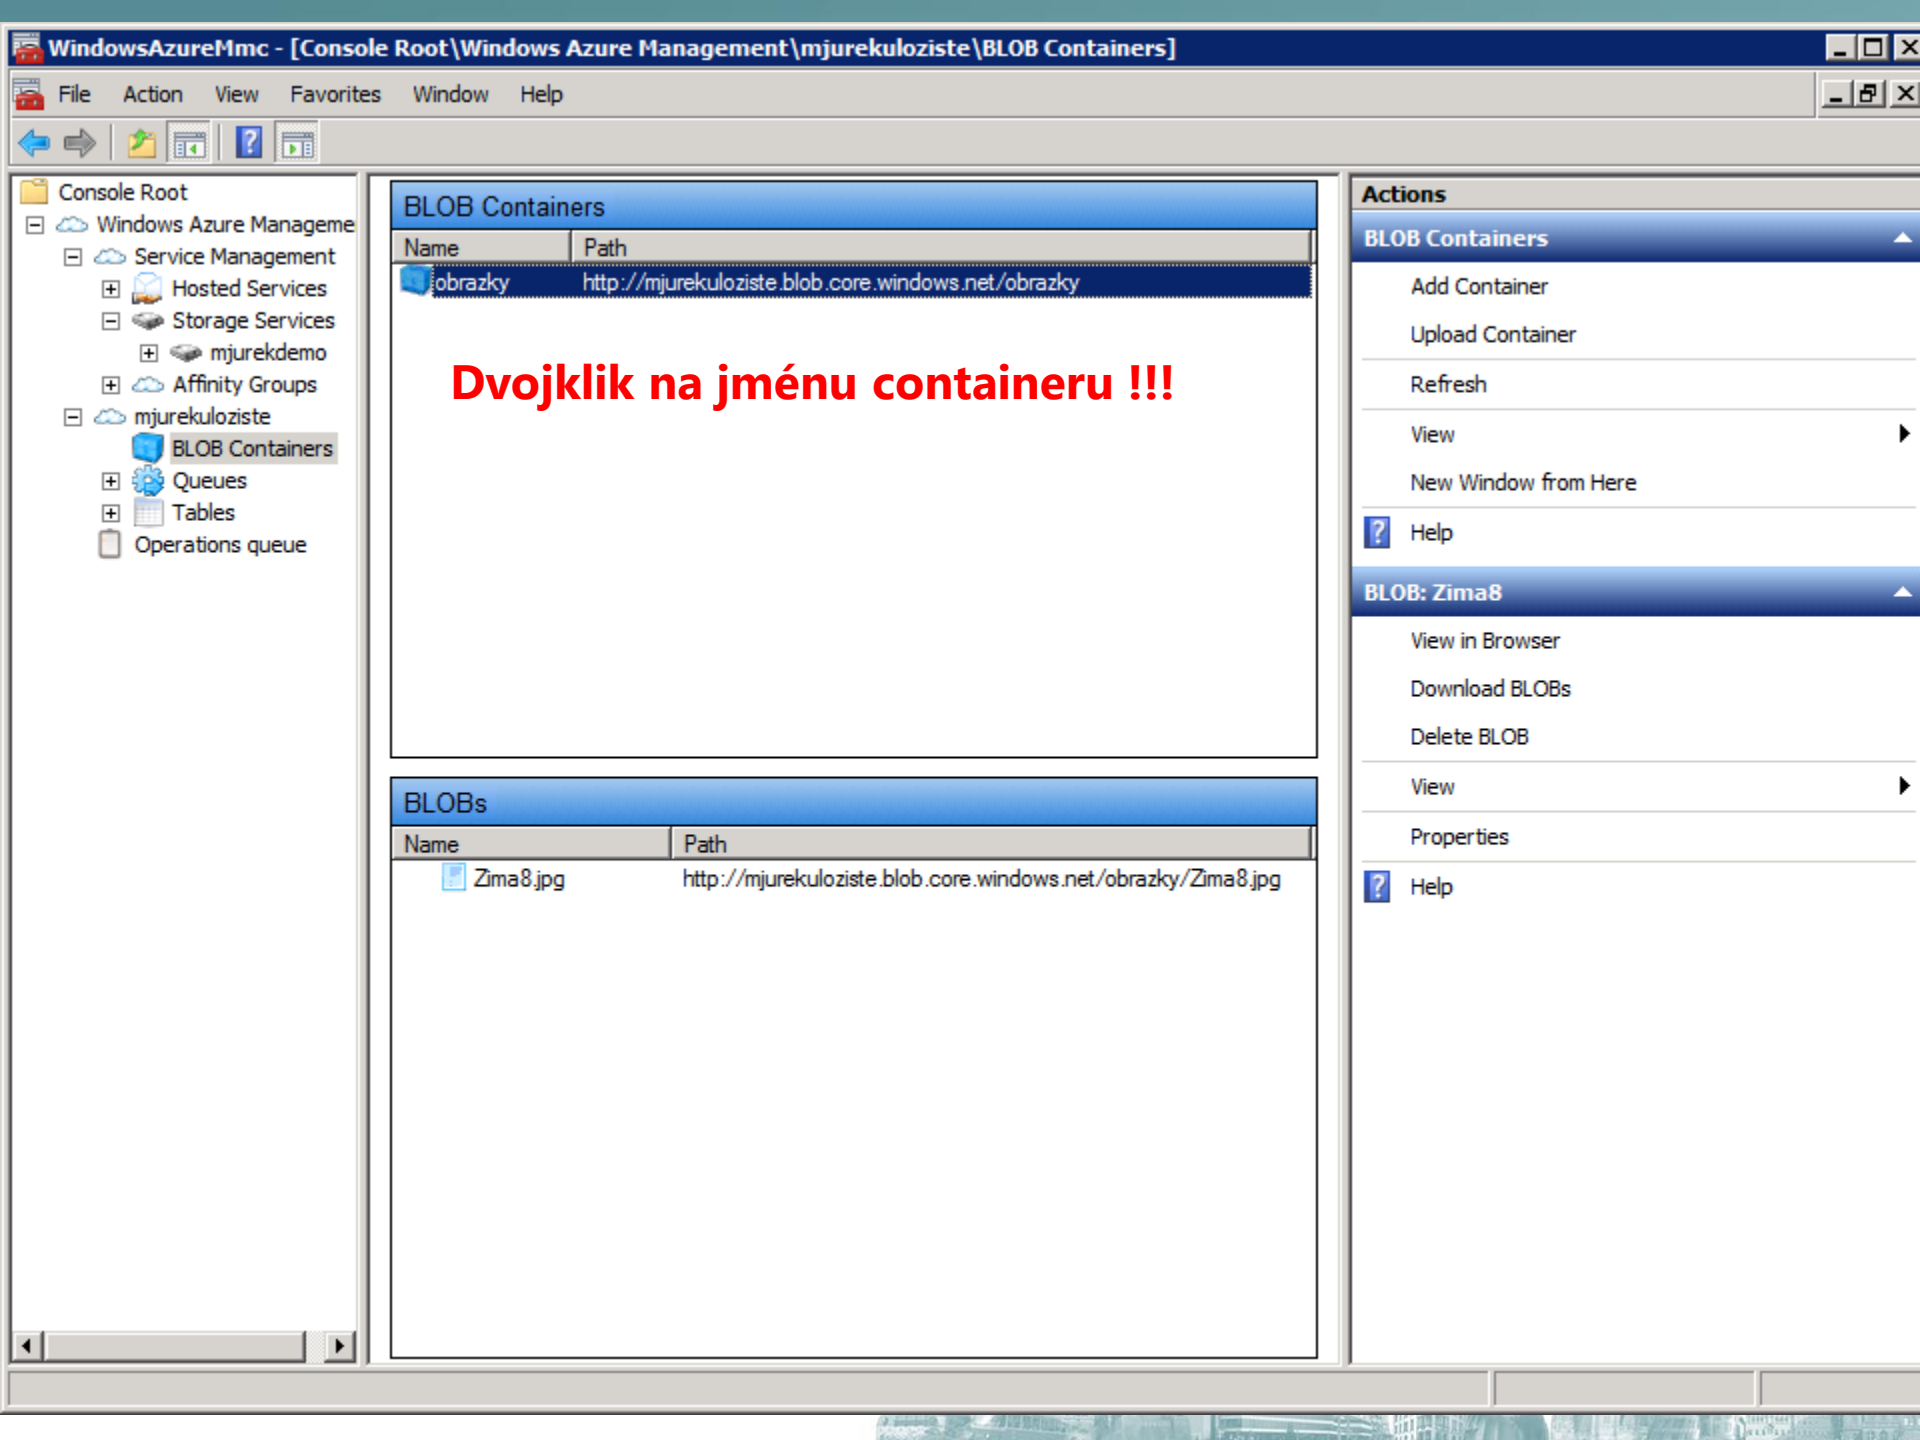 WindowsAzureMmc - [Console Root\Windows Azure Management\mjurekuloziste\BLOB Containers]
File Action View Favorites Window Help
Console Root
Windows Azure Manageme
Service Management
Hosted Services
Storage Services
mjurekdemo
Affinity Groups
mjurekuloziste
BLOB Containers
Queues
Tables
Operations queue
BLOB Containers
Name Path
obrazky http://mjurekuloziste.blob.core.windows.net/obrazky
Dvojklik na jménu containeru !!!
BLOBs
Name Path
Zima8.jpg http://mjurekuloziste.blob.core.windows.net/obrazky/Zima8.jpg
Actions
BLOB Containers
Add Container
Upload Container
Refresh
View
New Window from Here
Help
BLOB: Zima8
View in Browser
Download BLOBs
Delete BLOB
View
Properties
Help